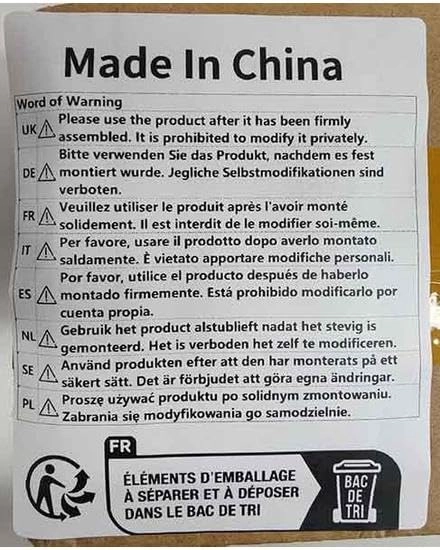 Made In China
Word of Warning
UK Please use the product after it has been firmly
assembled. It is prohibited to modify it privately.
Bitte verwenden Sie das Produkt, nachdem es fest
DE montiert wurde. Jegliche Selbstmodifikationen sind
verboten.
FR Veuillez utiliser le produit après l'avoir monté
solidement. Il est interdit de le modifier soi-même.
IT Per favore, usare il prodotto dopo averlo montato
saldamente. È vietato apportare modifiche personali.
Por favor, utilice el producto después de haberlo
ES montado firmemente. Está prohibido modificarlo por
cuenta propia.
NL Gebruik het product alstublieft nadat het stevig is
gemonteerd. Het is verboden het zelf te modificeren.
SE Använd produkten efter att den har monterats på ett
säkert sätt. Det är förbjudet att göra egna ändringar.
PL Proszę używać produktu po solidnym zmontowaniu.
Zabrania się modyfikowania go samodzielnie.
FR
ÉLÉMENTS D'EMBALLAGE
À SÉPARER ET À DÉPOSER
DANS LE BAC DE TRI
BAC
DE
TRI